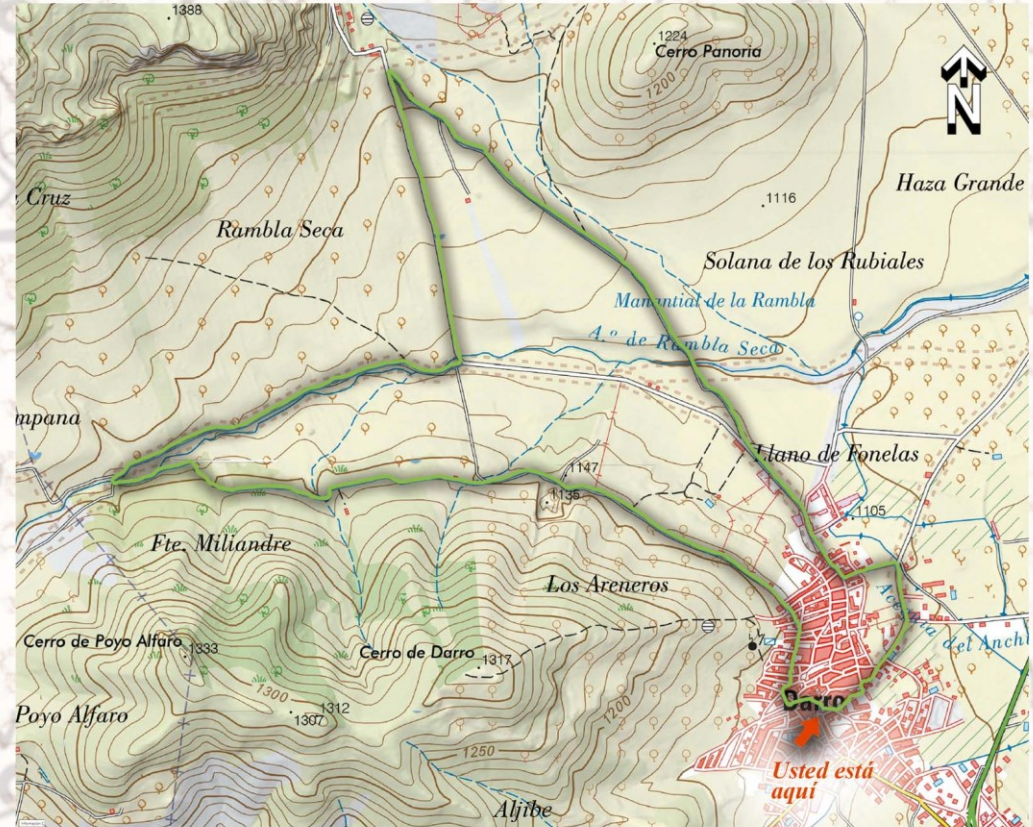 1388
1224
Cerro Panoria
1200
N
Cruz
Haza Grande
1116
Rambla Seca
Solana de los Rubiales
Manantial de la Rambla
A.º de Rambla Seca
mpana
Llano de Fonelas
1147
1135
1105
Fte. Miliandre
Los Areneros
Cerro de Poyo Alfaro
1333
Cerro de Darro
1317
1300
1312
1307
1200
Poyo Alfaro
Darro
1250
Usted está
aquí
Aljibe